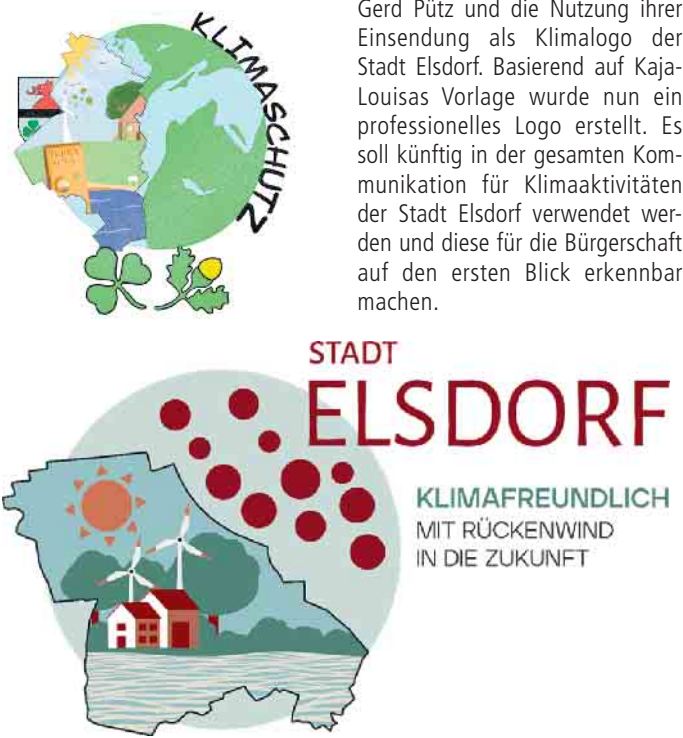 KLIMASCHUTZ
Gerd Pütz und die Nutzung ihrer
Einsendung als Klimalogo der
Stadt Elsdorf. Basierend auf Kaja-
Louisas Vorlage wurde nun ein
professionelles Logo erstellt. Es
soll künftig in der gesamten Kom-
munikation für Klimaaktivitäten
der Stadt Elsdorf verwendet wer-
den und diese für die Bürgerschaft
auf den ersten Blick erkennbar
machen.
STADT
ELSDORF
KLIMAFREUNDLICH
MIT RÜCKENWIND
IN DIE ZUKUNFT